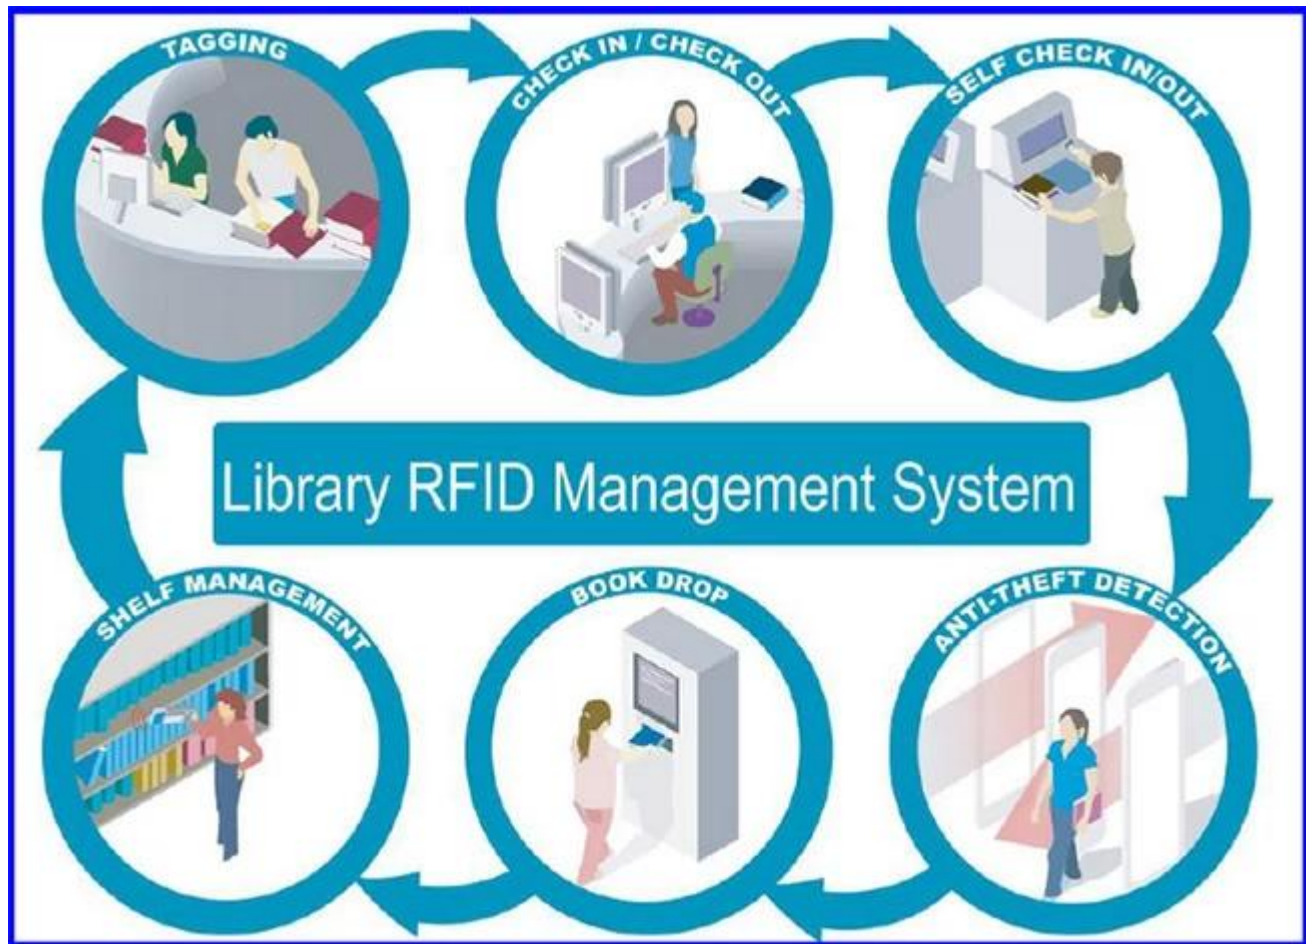 TAGGING
CHECK IN / CHECK OUT
SELF CHECK IN/OUT
Library RFID Management System
SHELF MANAGEMENT
BOOK DROP
ANTI-THEFT DETECTION